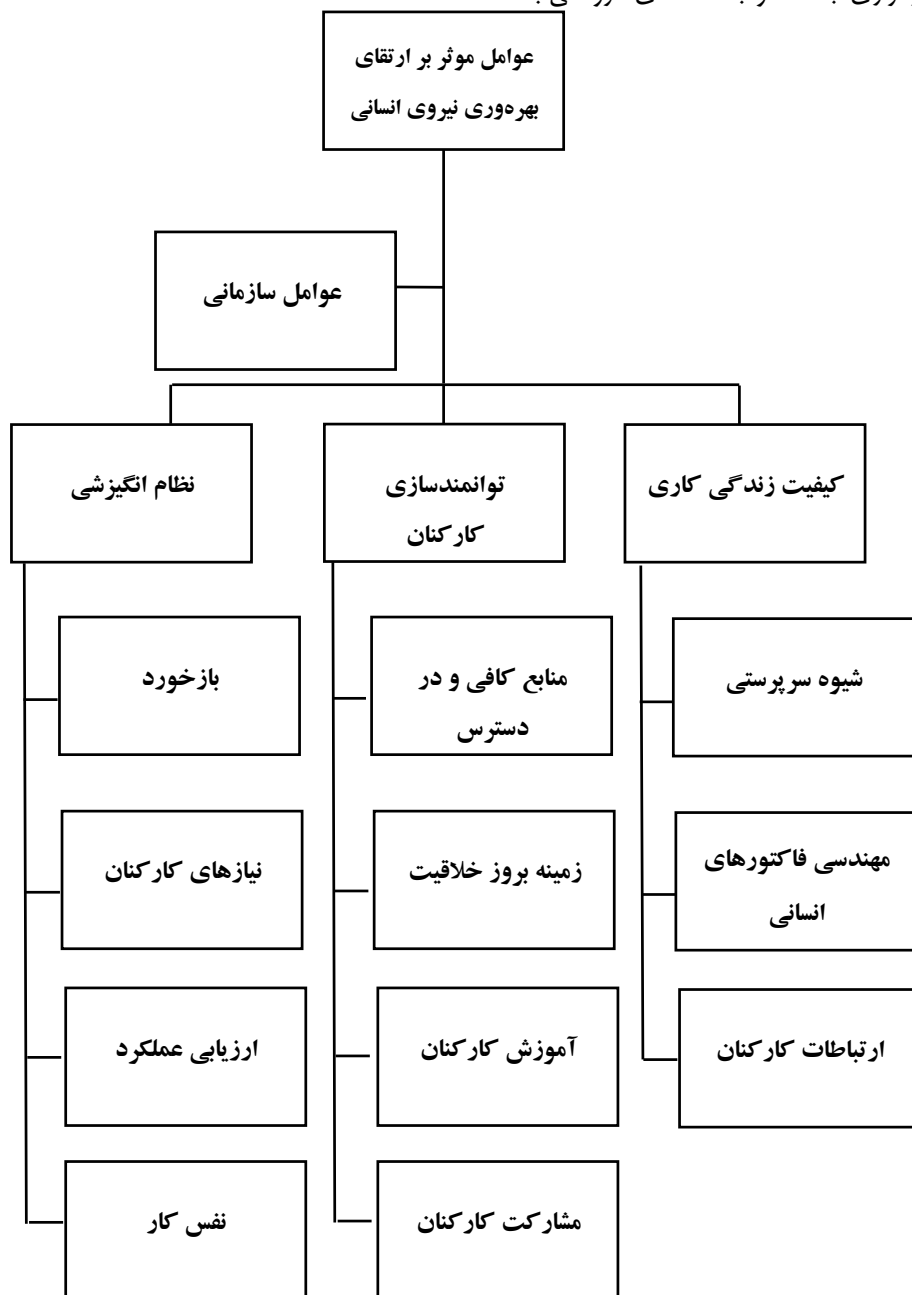 عوامل موثر بر ارتقای
بهره‌وری نیروی انسانی
عوامل سازمانی
کیفیت زندگی کاری
توانمندسازی
کارکنان
نظام انگیزشی
شیوه سرپرستی
منابع کافی و در
دسترس
بازخورد
مهندسی فاکتورهای
انسانی
زمینه بروز خلاقیت
نیازهای کارکنان
ارتباطات کارکنان
آموزش کارکنان
ارزیابی عملکرد
مشارکت کارکنان
نفس کار